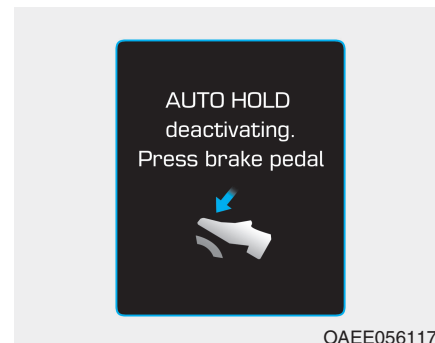 AUTO HOLD
deactivating.
Press brake pedal
OAEE056117